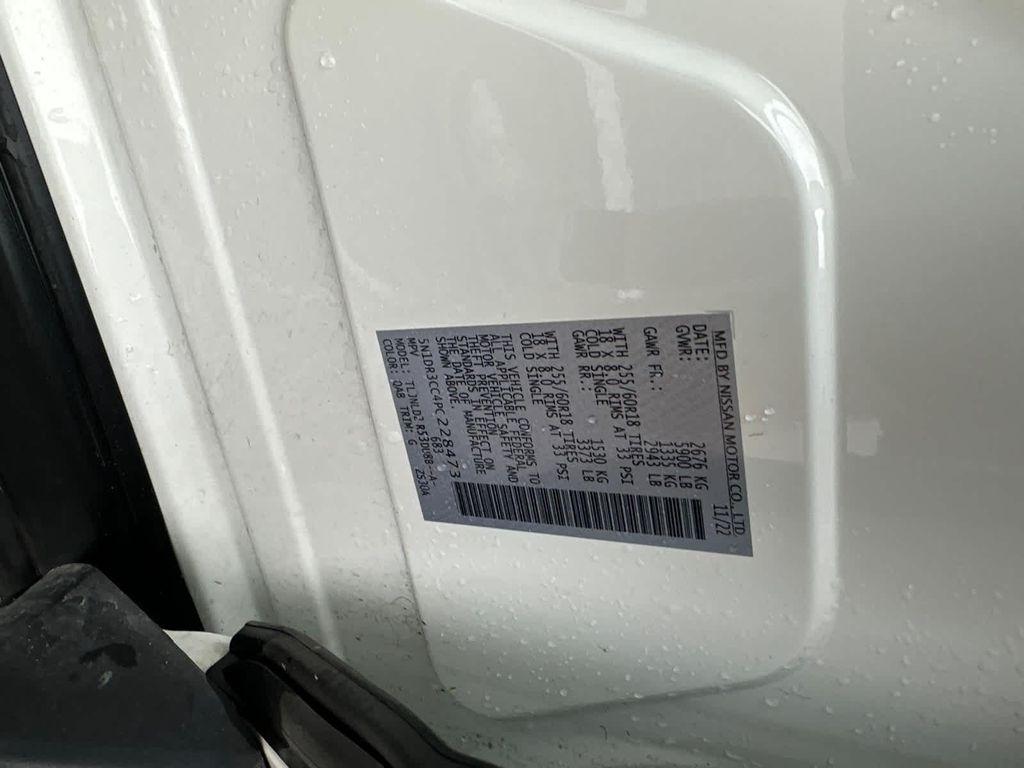 MFD BY NISSAN MOTOR CO.,LTD.
DATE: 11/22
GVWR: 2676 KG
5900 LB
GAWR FR.: 1335 KG
2943 LB
WITH 255/60R18 TIRES
18 X 8.0 RIMS AT 33 PSI
COLD SINGLE
GAWR RR.: 1530 KG
3373 LB
WITH 255/60R18 TIRES
18 X 8.0 RIMS AT 33 PSI
COLD SINGLE
THIS VEHICLE CONFORMS TO
ALL APPLICABLE FEDERAL
MOTOR VEHICLE SAFETY AND
THEFT PREVENTION
STANDARDS IN EFFECT ON
THE DATE OF MANUFACTURE
SHOWN ABOVE.
5N1DR3CC4PC228473
MPV 683
MODEL:
COLOR: QAB TRIM: G